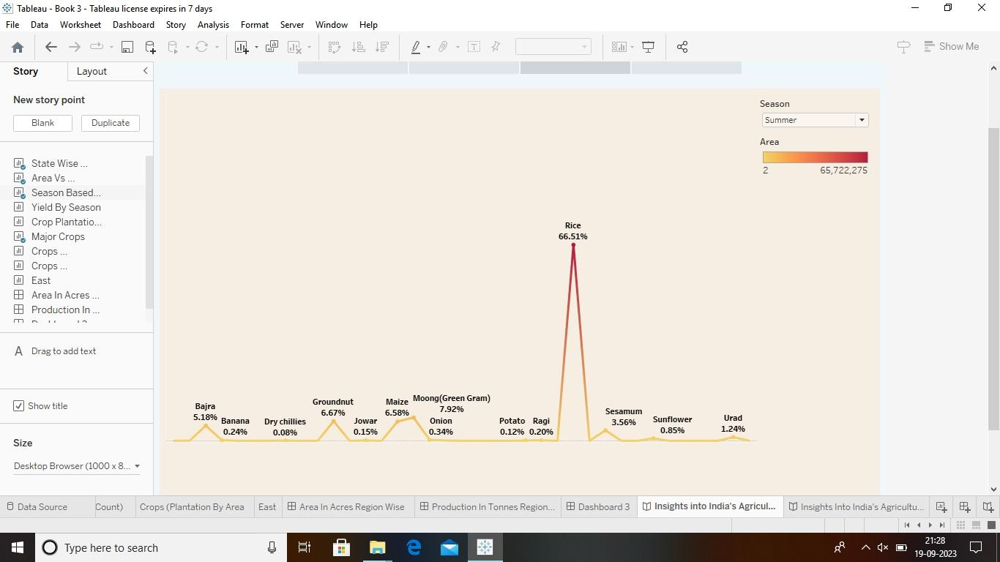 Tableau - Book 3 - Tableau license expires in 7 days
File Data Worksheet Dashboard Story Analysis Format Server Window Help
Show Me
Story Layout
New story point
Blank Duplicate
State Wise ...
Area Vs ...
Season Based...
Yield By Season
Crop Plantatio...
Major Crops
Crops ...
Crops ...
East
Area In Acres ...
Production In ...
A Drag to add text
Show title
Size
Desktop Browser (1000 x 8...
Season
Summer
Area
2 65,722,275
Rice
66.51%
Bajra
5.18%
Banana
0.24%
Dry chillies
0.08%
Groundnut
6.67%
Jowar
0.15%
Maize
6.58%
Moong(Green Gram)
7.92%
Onion
0.34%
Potato
0.12%
Ragi
0.20%
Sesamum
3.56%
Sunflower
0.85%
Urad
1.24%
Data Source Count) Crops (Plantation By Area East Area In Acres Region Wise Production In Tonnes Region... Dashboard 3 Insights into India's Agricul... Insights Into India's Agricultu...
Type here to search
21:28
19-09-2023